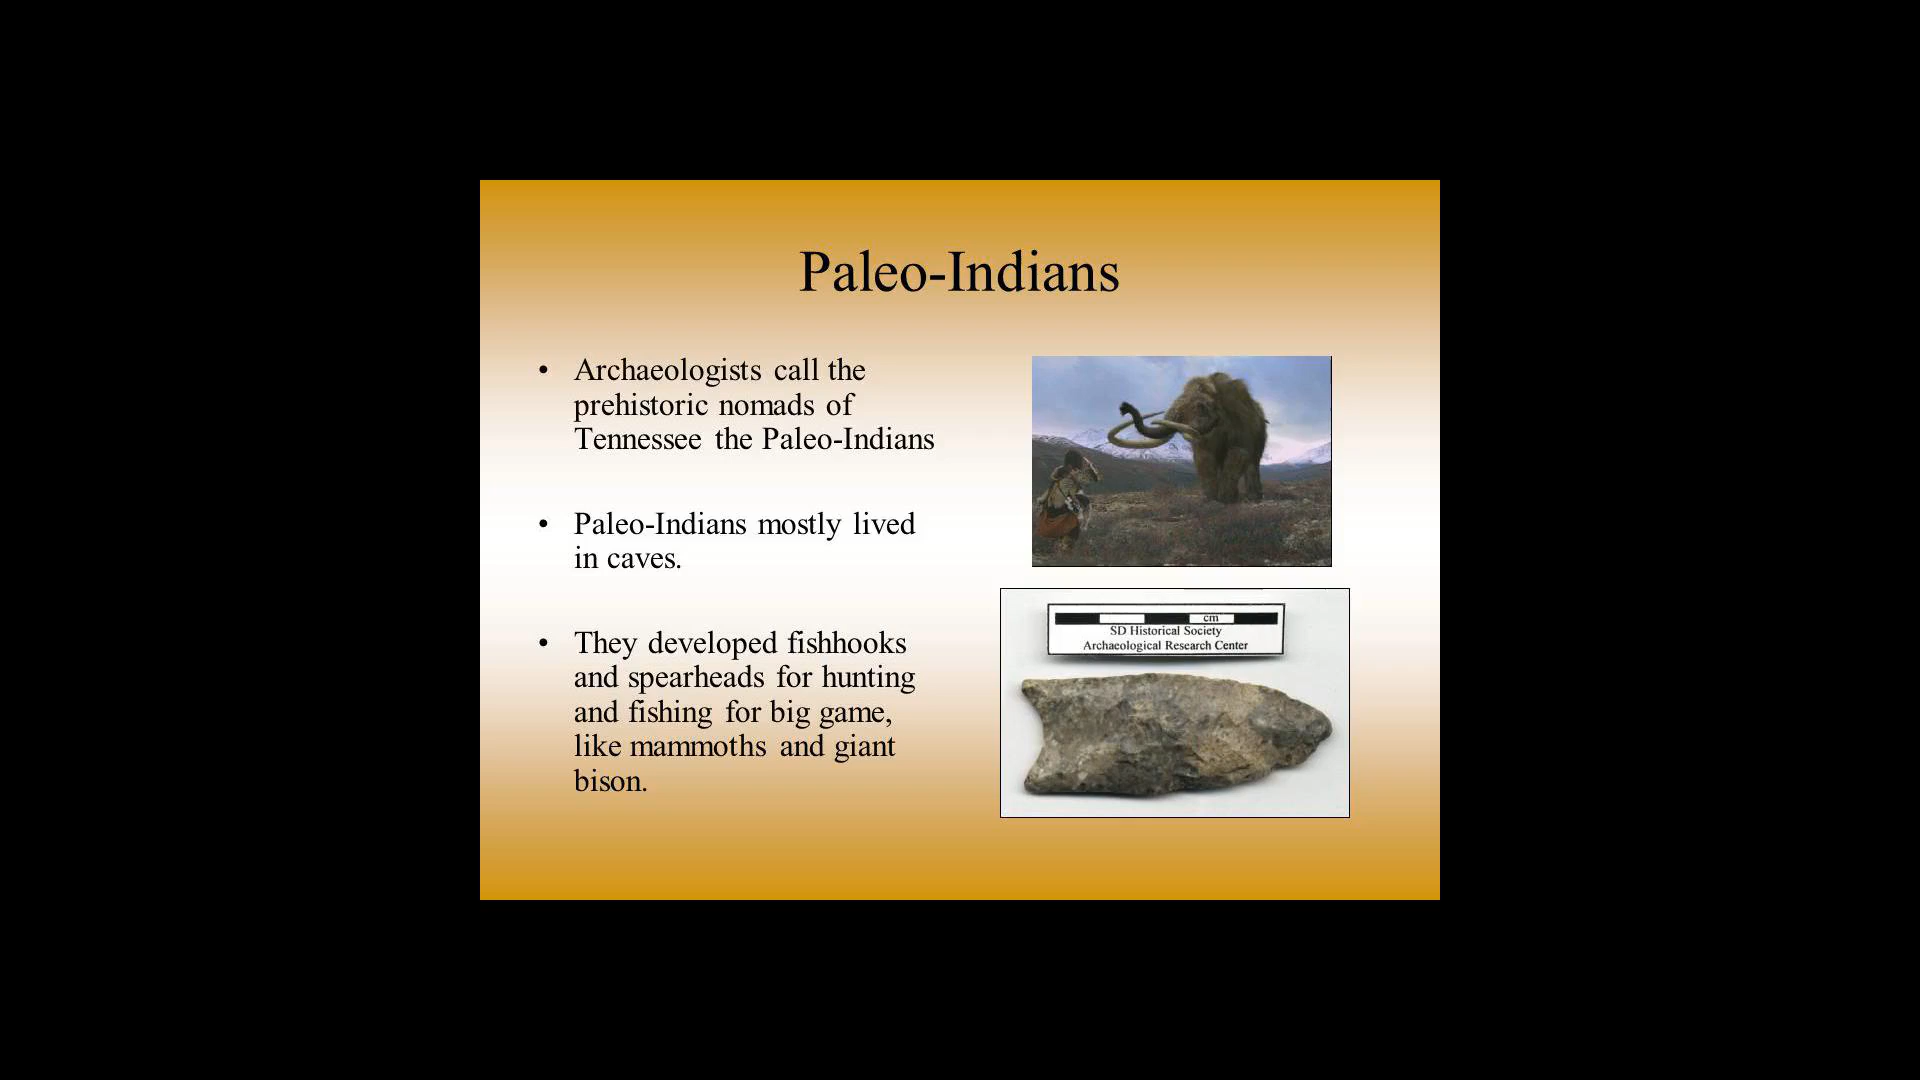 Paleo-Indians
• Archaeologists call the
prehistoric nomads of
Tennessee the Paleo-Indians
• Paleo-Indians mostly lived
in caves.
• They developed fishhooks
and spearheads for hunting
and fishing for big game,
like mammoths and giant
bison.
cm
SD Historical Society
Archaeological Research Center